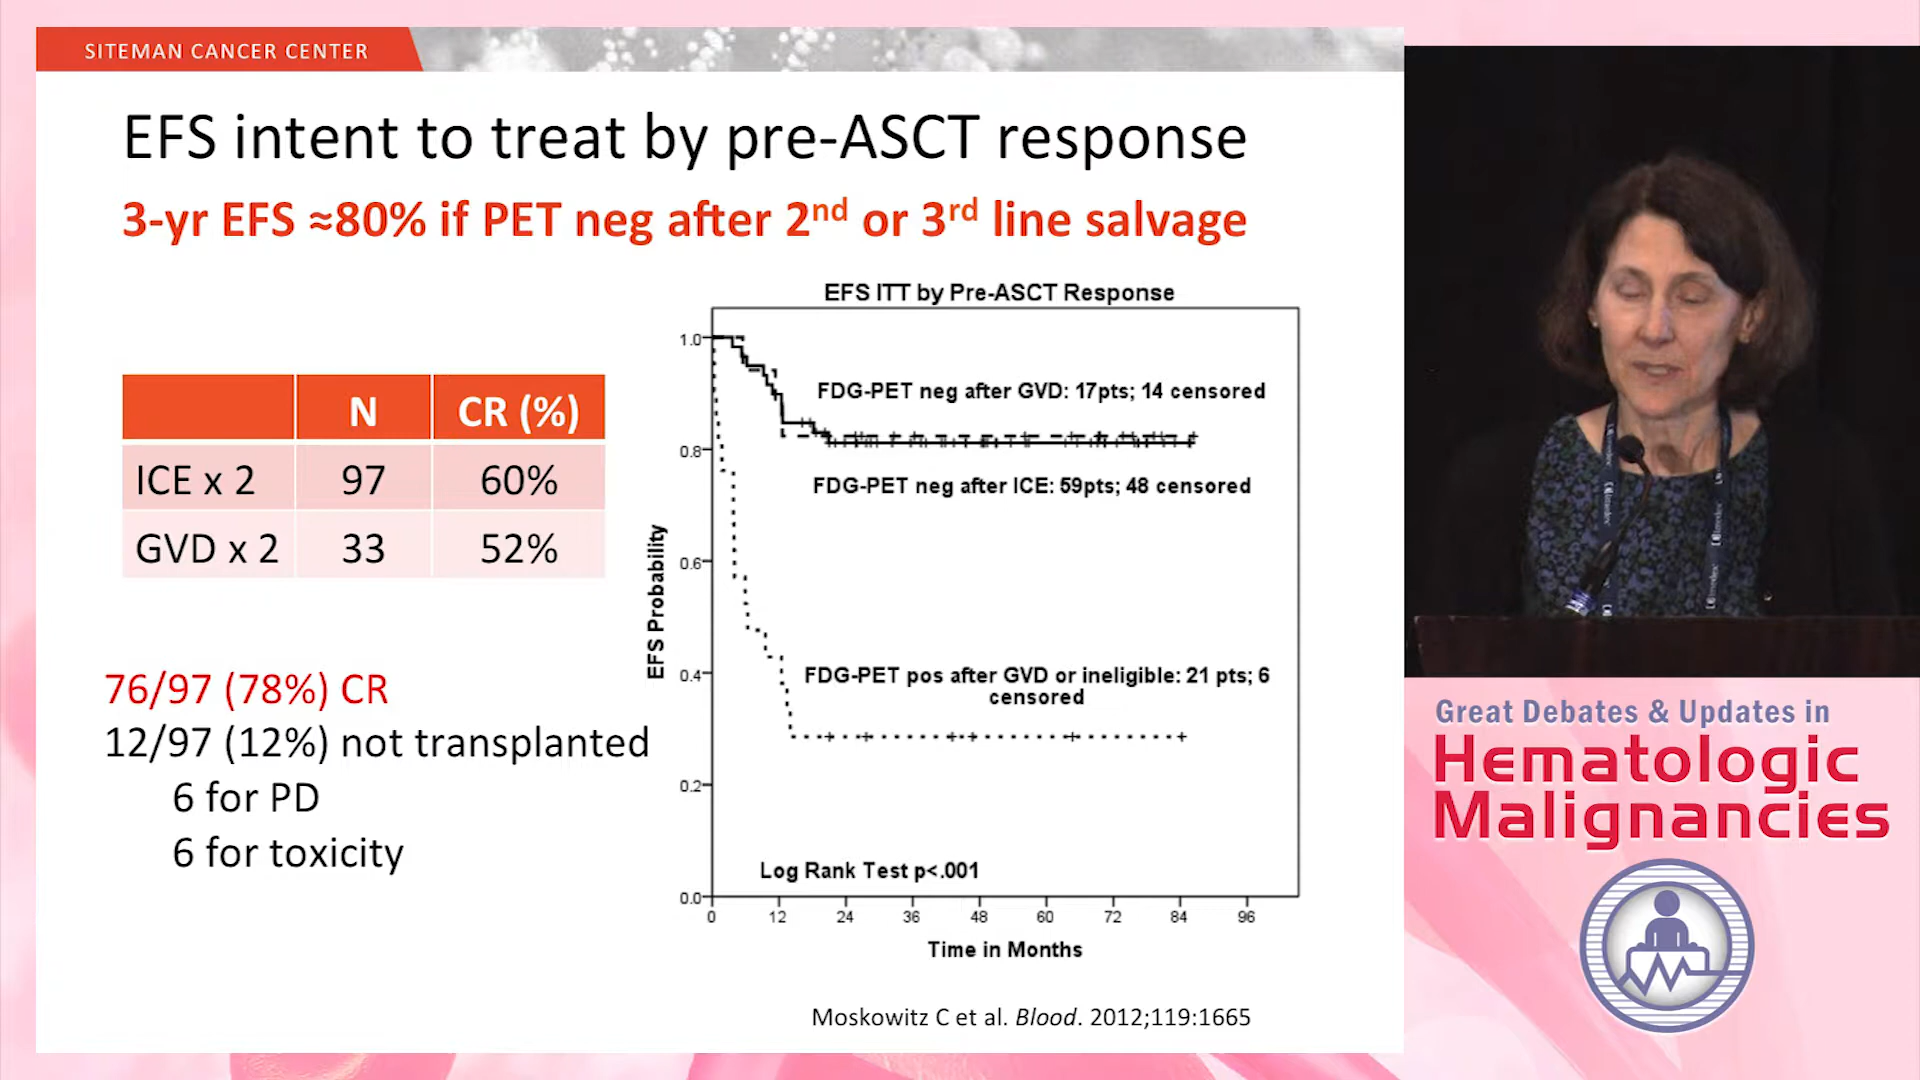 SITEMAN CANCER CENTER
EFS intent to treat by pre-ASCT response
3-yr EFS ≈80% if PET neg after 2nd or 3rd line salvage
N CR (%)
ICE x 2 97 60%
GVD x 2 33 52%
76/97 (78%) CR
12/97 (12%) not transplanted
6 for PD
6 for toxicity
EFS ITT by Pre-ASCT Response
1.0
FDG-PET neg after GVD: 17pts; 14 censored
0.8
FDG-PET neg after ICE: 59pts; 48 censored
EFS Probability
0.6
0.4
FDG-PET pos after GVD or ineligible: 21 pts; 6
censored
0.2
Log Rank Test p<.001
0.0
0 12 24 36 48 60 72 84 96
Time in Months
Moskowitz C et al. Blood. 2012;119:1665
Great Debates & Updates in
Hematologic
Malignancies